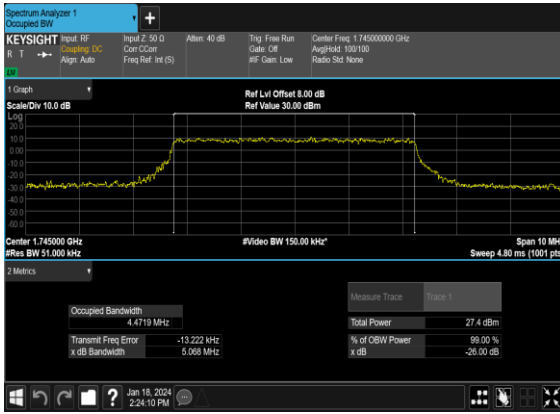 Spectrum Analyzer 1
Occupied BW
+
KEYSIGHT Input: RF Input Z: 50 Ω Atten: 40 dB Trig: Free Run Center Freq: 1.745000000 GHz
R T Coupling: DC Corr CCorr Gate: Off Avg|Hold: 100/100
Align: Auto Freq Ref: Int (S) #IF Gain: Low Radio Std: None
LW
1 Graph
Ref Lvl Offset 8.00 dB
Scale/Div 10.0 dB Ref Value 30.00 dBm
Log
20.0
10.0
0.00
-10.0
-20.0
-30.0
-40.0
-50.0
-60.0
Center 1.745000 GHz #Video BW 150.00 kHz* Span 10 MH
#Res BW 51.000 kHz Sweep 4.80 ms (1001 pts
2 Metrics
Measure Trace Trace 1
Occupied Bandwidth
4.4719 MHz Total Power 27.4 dBm
Transmit Freq Error -13.222 kHz % of OBW Power 99.00 %
x dB Bandwidth 5.068 MHz x dB -26.00 dB
?
Jan 18, 2024
2:24:10 PM